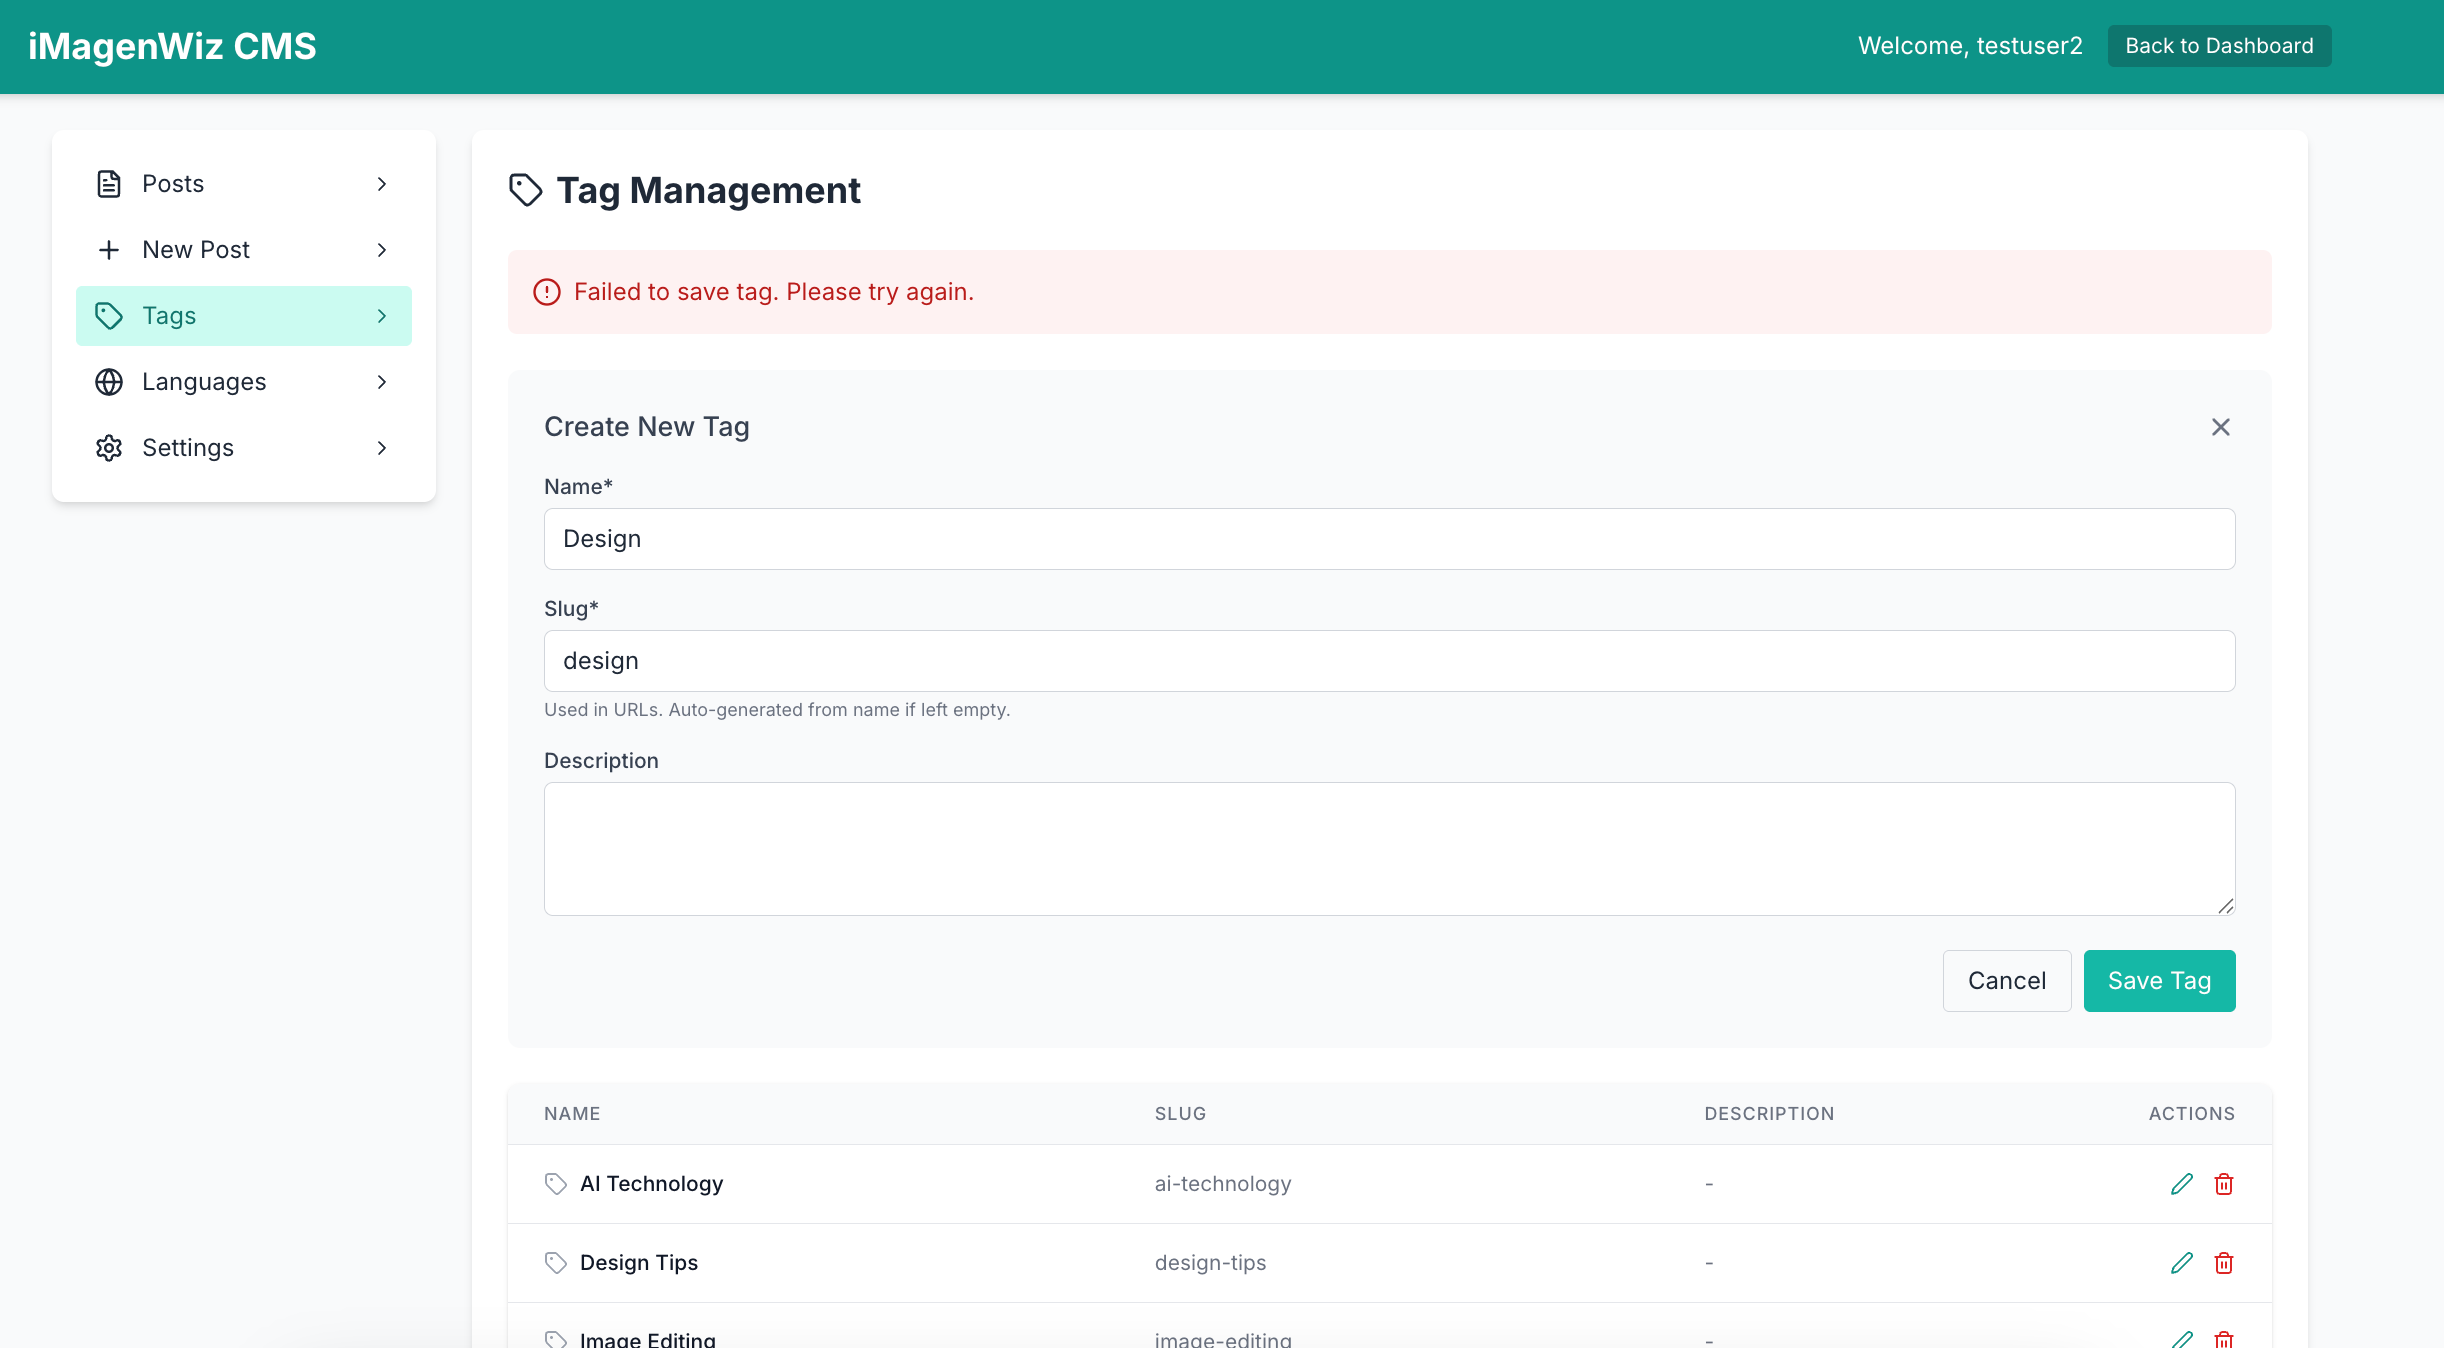 iMagenWiz CMS
Welcome, testuser2
Back to Dashboard
Posts
New Post
Tags
Languages
Settings
Tag Management
Failed to save tag. Please try again.
Create New Tag
Name*
Design
Slug*
design
Used in URLs. Auto-generated from name if left empty.
Description
Cancel
Save Tag
NAME SLUG DESCRIPTION ACTIONS
AI Technology ai-technology -
Design Tips design-tips -
Image Editing image-editing -